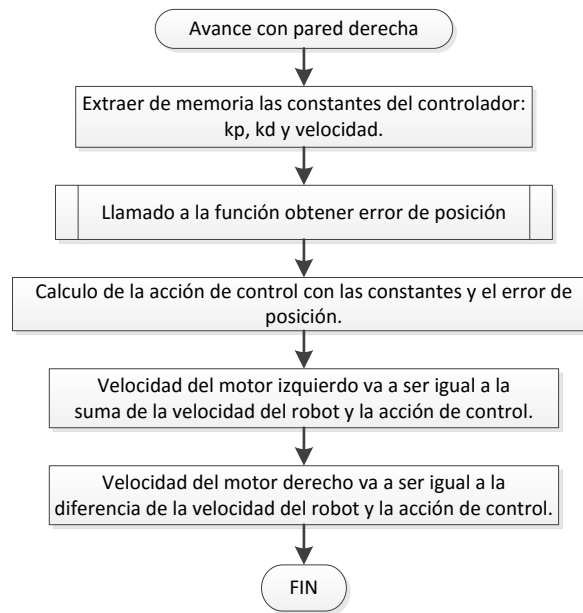 Avance con pared derecha
Extraer de memoria las constantes del controlador:
kp, kd y velocidad.
Llamado a la función obtener error de posición
Calculo de la acción de control con las constantes y el error de
posición.
Velocidad del motor izquierdo va a ser igual a la
suma de la velocidad del robot y la acción de control.
Velocidad del motor derecho va a ser igual a la
diferencia de la velocidad del robot y la acción de control.
FIN